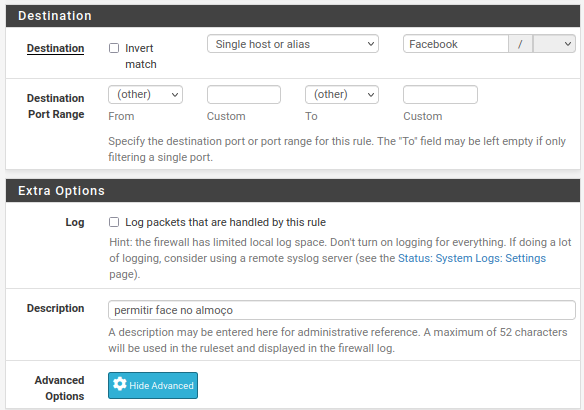 Destination
Destination
Invert match
Single host or alias
Facebook
/
Destination Port Range
(other)
From
Custom
(other)
To
Custom
Specify the destination port or port range for this rule. The "To" field may be left empty if only
filtering a single port.
Extra Options
Log
Log packets that are handled by this rule
Hint: the firewall has limited local log space. Don't turn on logging for everything. If doing a lot
of logging, consider using a remote syslog server (see the Status: System Logs: Settings
page).
Description
permitir face no almoço
A description may be entered here for administrative reference. A maximum of 52 characters
will be used in the ruleset and displayed in the firewall log.
Advanced Options
Hide Advanced